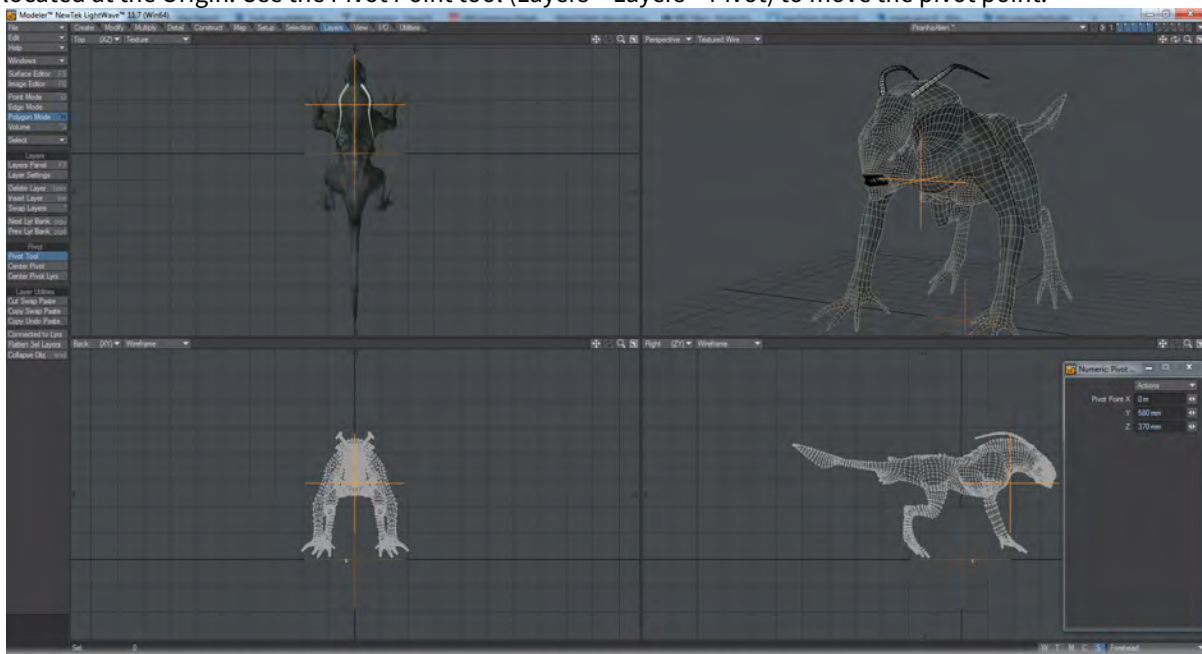 located at the Origin. Use the Pivot Point tool (Layers > Layers > Pivot) to move the pivot point.
Modeler™ NewTek LightWave™ 11.7 (Win64)
File
Edit
Help
Windows
Surface Editor F5
Image Editor F6
Point Mode
Edge Mode
Polygon Mode
Volume
Select
Layers
Layers Panel F7
Layer Settings
Delete Layer
Insert Layer
Swap Layers
Next Lyr Bank
Prev Lyr Bank
Pivot
Pivot Tool
Center Pivot
Center Pivot Lyrs
Layer Utilities
Cut Swap Paste
Copy Swap Paste
Copy Undo Paste
Connected to Lyrs
Flatten Sel Layers
Collapse Obj
Create Modify Multiply Detail Construct Map Setup Selection Layers View I/O Utilities
PiranhaAlien
Top (XZ) Texture
Perspective Textured Wire
Back (XY) Wireframe
Right (ZY) Wireframe
Numeric: Pivot ...
Actions
Pivot Point X 0 m
Y 580 mm
Z 370 mm
Sel: 0
W T M C S Forehead